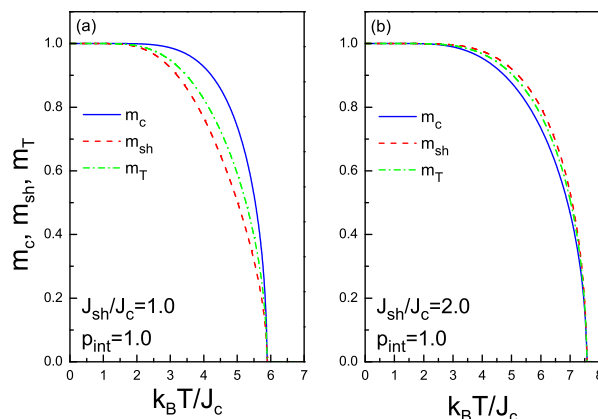 (a)
(b)
m_c, m_sh, m_T
1.0
0.8
0.6
0.4
0.2
0.0
m_c
m_sh
m_T
J_sh/J_c=1.0
p_int=1.0
0 1 2 3 4 5 6 7
k_BT/J_c
1.0
0.8
0.6
0.4
0.2
0.0
m_c
m_sh
m_T
J_sh/J_c=2.0
p_int=1.0
0 1 2 3 4 5 6 7 8
k_BT/J_c